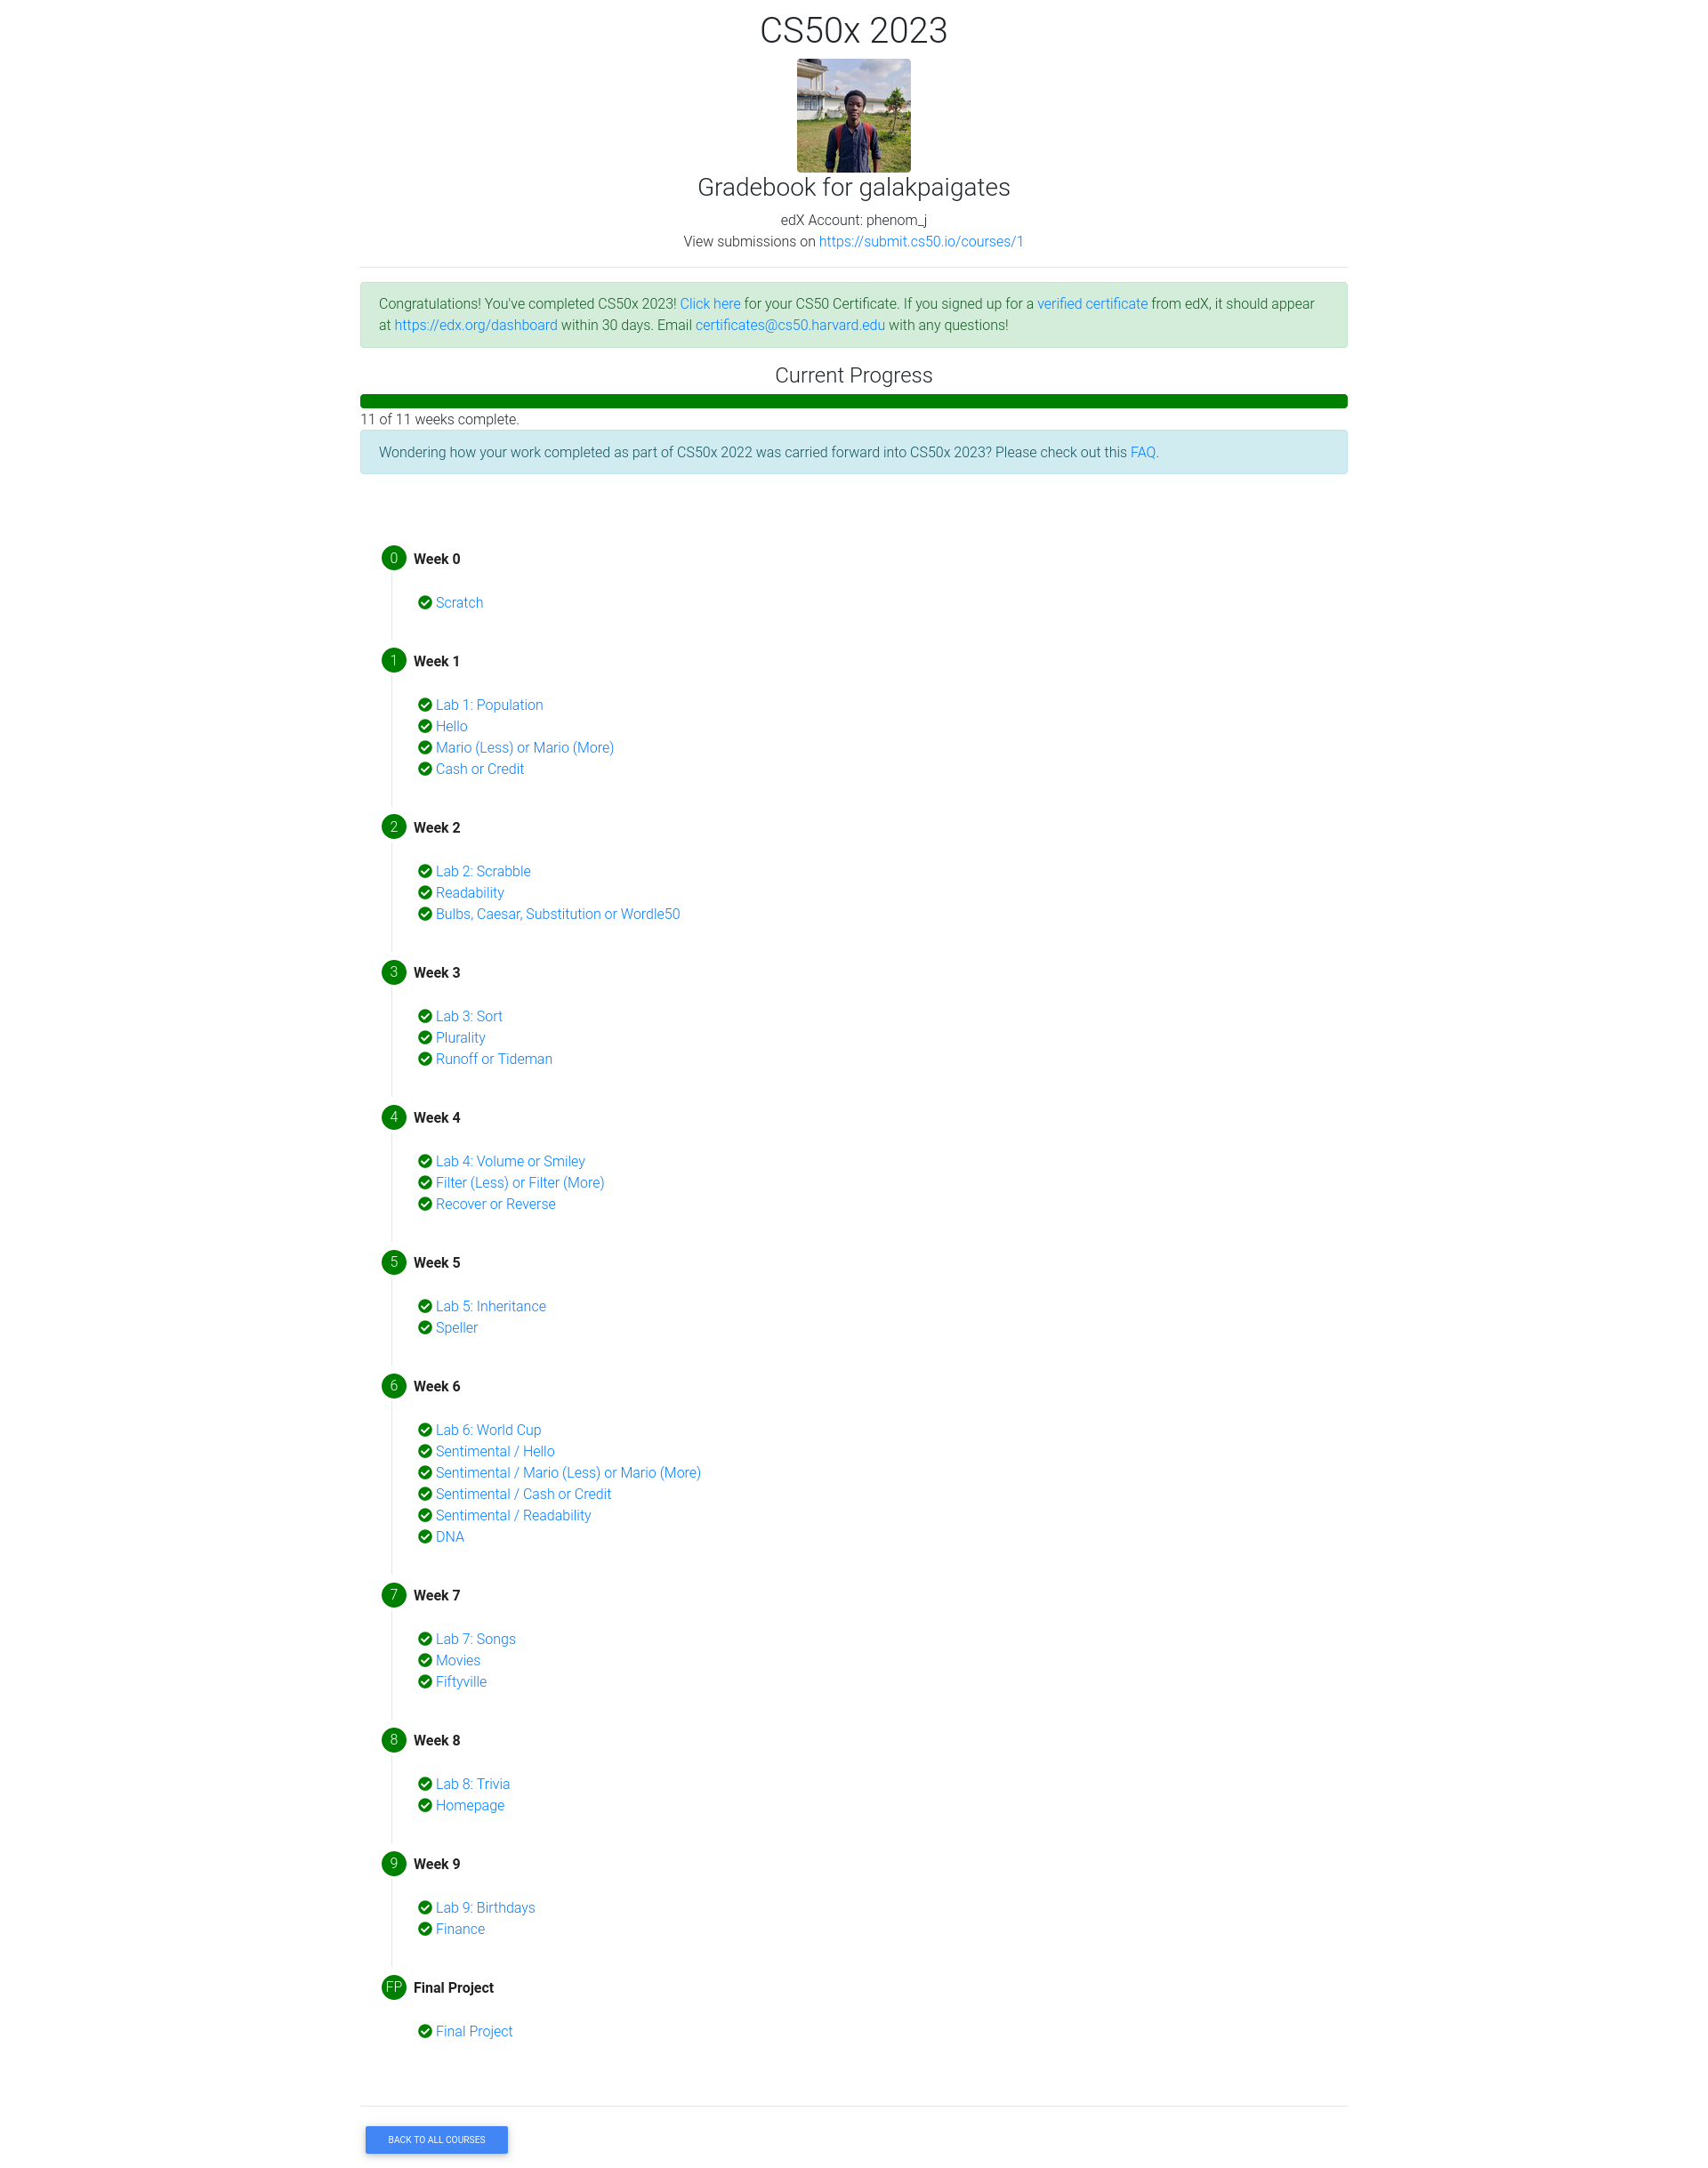 CS50x 2023
Gradebook for galakpaigates
edX Account: phenom_j
View submissions on https://submit.cs50.io/courses/1
Congratulations! You've completed CS50x 2023! Click here for your CS50 Certificate. If you signed up for a verified certificate from edX, it should appear
at https://edx.org/dashboard within 30 days. Email certificates@cs50.harvard.edu with any questions!
Current Progress
11 of 11 weeks complete.
Wondering how your work completed as part of CS50x 2022 was carried forward into CS50x 2023? Please check out this FAQ.
0 Week 0
Scratch
1 Week 1
Lab 1: Population
Hello
Mario (Less) or Mario (More)
Cash or Credit
2 Week 2
Lab 2: Scrabble
Readability
Bulbs, Caesar, Substitution or Wordle50
3 Week 3
Lab 3: Sort
Plurality
Runoff or Tideman
4 Week 4
Lab 4: Volume or Smiley
Filter (Less) or Filter (More)
Recover or Reverse
5 Week 5
Lab 5: Inheritance
Speller
6 Week 6
Lab 6: World Cup
Sentimental / Hello
Sentimental / Mario (Less) or Mario (More)
Sentimental / Cash or Credit
Sentimental / Readability
DNA
7 Week 7
Lab 7: Songs
Movies
Fiftyville
8 Week 8
Lab 8: Trivia
Homepage
9 Week 9
Lab 9: Birthdays
Finance
FP Final Project
Final Project
BACK TO ALL COURSES